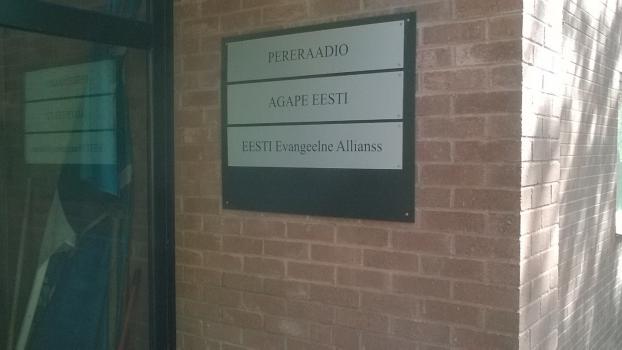 PERERAADIO
AGAPE EESTI
EESTI Evangeelne Allianss